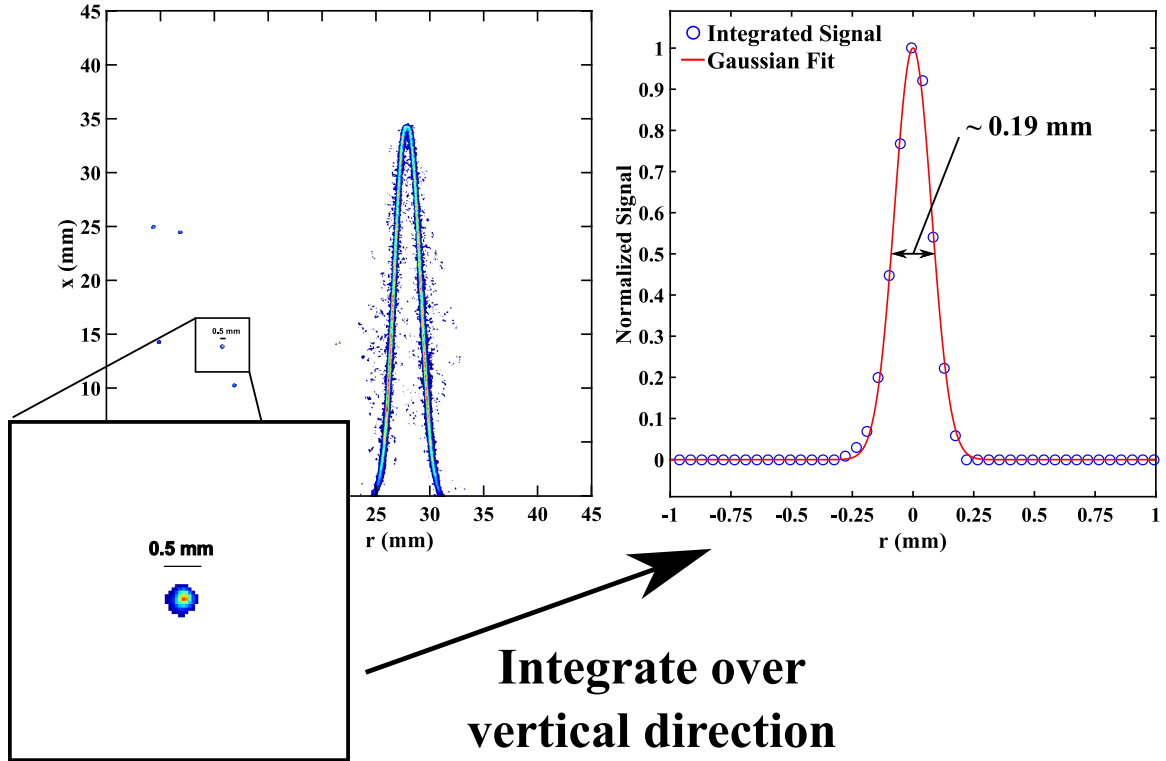 45
40
35
30
25
20
15
10
x (mm)
0.5 mm
25 30 35 40 45
r (mm)
0.5 mm
Integrated Signal
Gaussian Fit
~ 0.19 mm
1
0.9
0.8
0.7
0.6
0.5
0.4
0.3
0.2
0.1
0
Normalized Signal
-1 -0.75 -0.5 -0.25 0 0.25 0.5 0.75 1
r (mm)
Integrate over
vertical direction